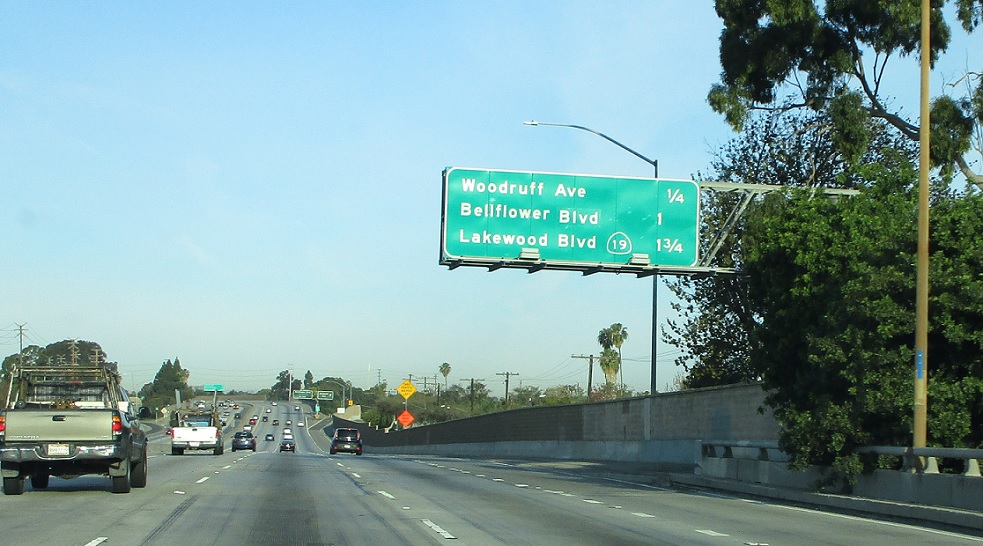 Woodruff Ave 1/4
Bellflower Blvd 1
Lakewood Blvd 19 1 3/4